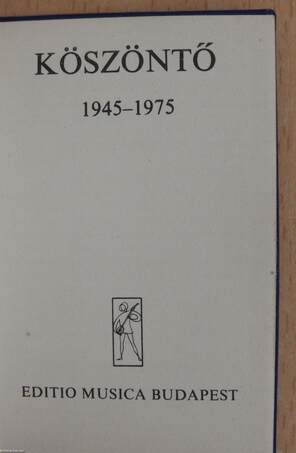 KÖSZÖNTŐ
1945–1975
EDITIO MUSICA BUDAPEST